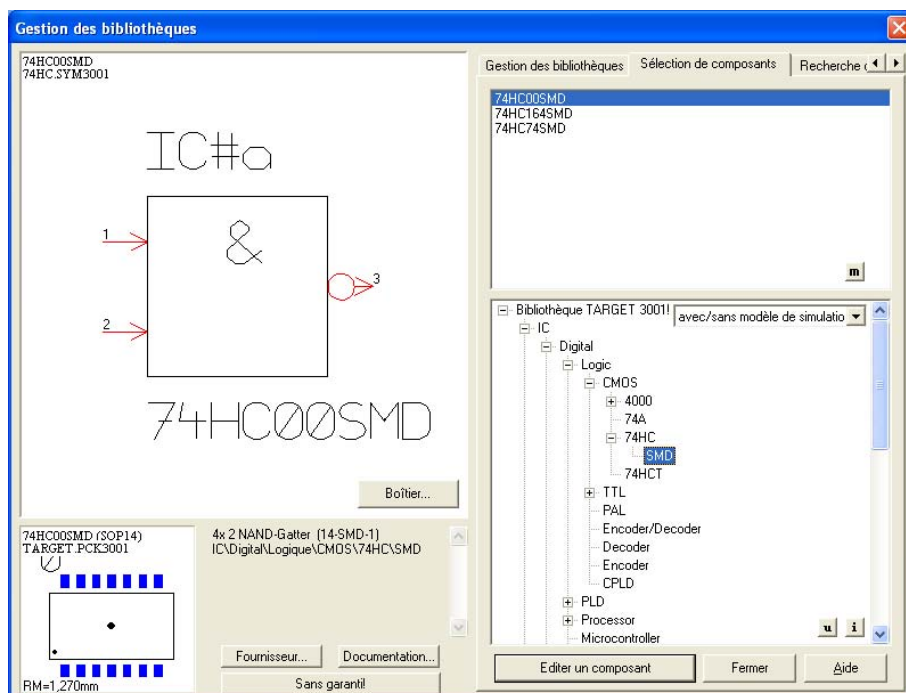 Gestion des bibliothèques
74HC00SMD
74HC.SYM3001
IC#a
1
&
3
2
74HC00SMD
Boîtier...
74HC00SMD (SOP14)
TARGET.PCK3001
RM=1,270mm
4x 2 NAND-Gatter (14-SMD-1)
IC\Digital\Logique\CMOS\74HC\SMD
Fournisseur...
Documentation...
Sans garanti!
Gestion des bibliothèques
Sélection de composants
Recherche
74HC00SMD
74HC164SMD
74HC74SMD
m
Bibliothèque TARGET 3001!
avec/sans modèle de simulatio
IC
Digital
Logic
CMOS
4000
74A
74HC
SMD
74HCT
TTL
PAL
Encoder/Decoder
Decoder
Encoder
CPLD
PLD
Processor
Microcontroller
u
i
Editer un composant
Fermer
Aide